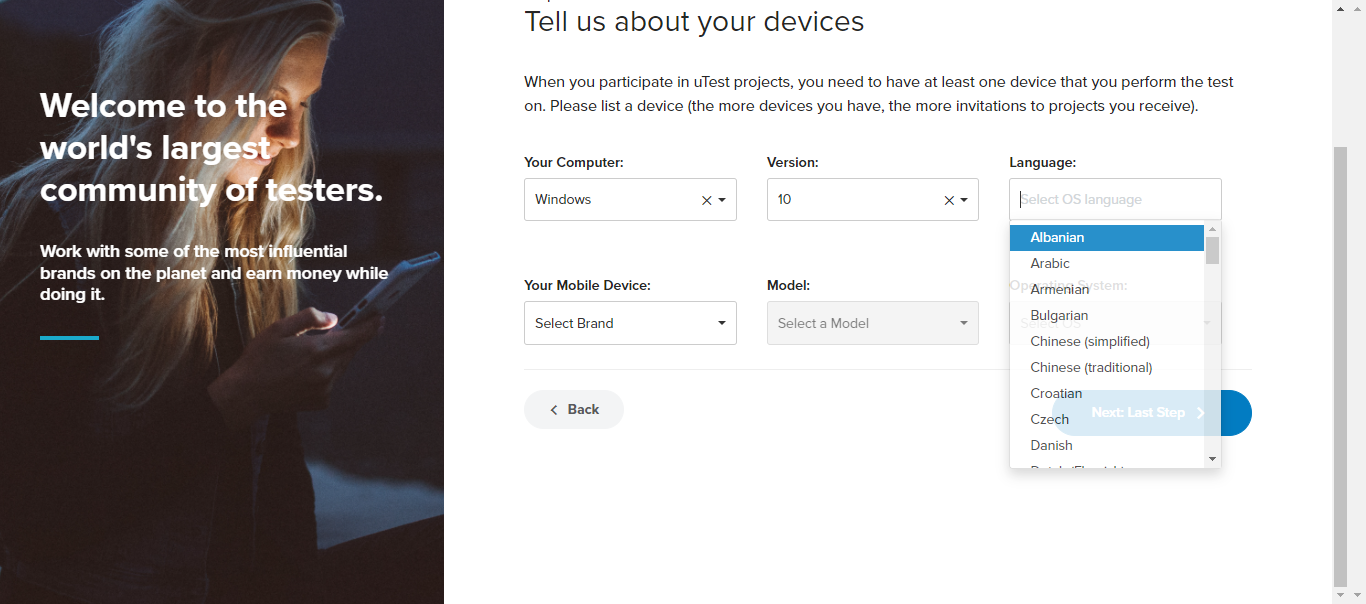 Welcome to the
world's largest
community of testers.
Work with some of the most influential
brands on the planet and earn money while
doing it.
Tell us about your devices
When you participate in uTest projects, you need to have at least one device that you perform the test
on. Please list a device (the more devices you have, the more invitations to projects you receive).
Your Computer:
Windows
Version:
10
Language:
Select OS language
Albanian
Arabic
Armenian
Bulgarian
Chinese (simplified)
Chinese (traditional)
Croatian
Czech
Danish
Your Mobile Device:
Select Brand
Model:
Select a Model
Operating System:
Select OS
Back
Next: Last Step